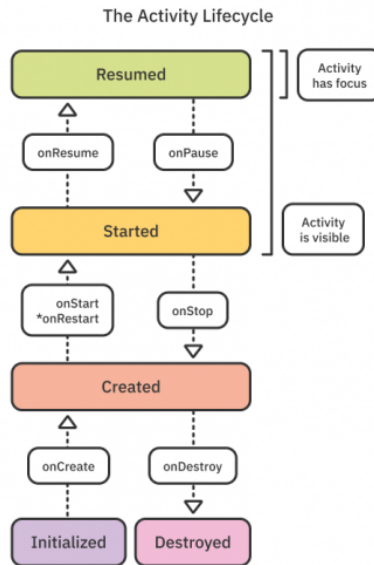 The Activity Lifecycle
Resumed
Activity
has focus
onResume
onPause
Started
Activity
is visible
onStart
*onRestart
onStop
Created
onCreate
onDestroy
Initialized
Destroyed